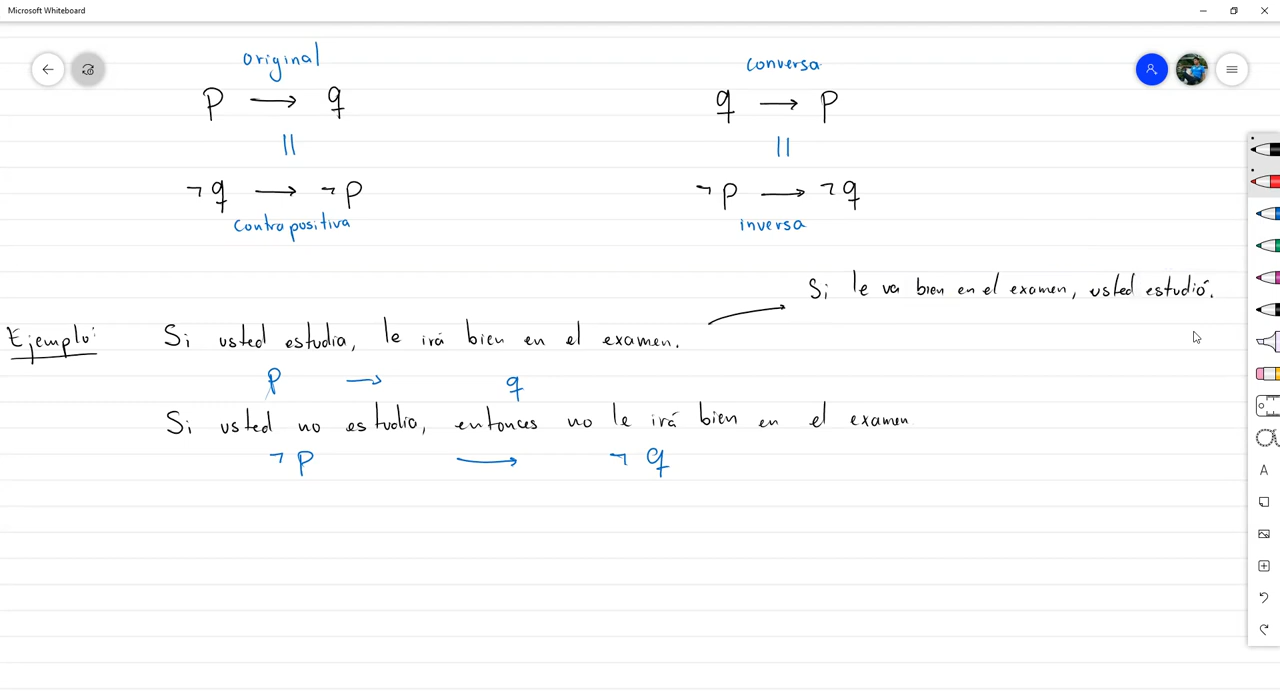 Microsoft Whiteboard
original
conversa
p → q
q → p
||
||
¬q → ¬p
¬p → ¬q
contrapositiva
inversa
Si le va bien en el examen, usted estudió.
Ejemplo: Si usted estudia, le irá bien en el examen.
p → q
Si usted no estudia, entonces no le irá bien en el examen
¬p → ¬q
A